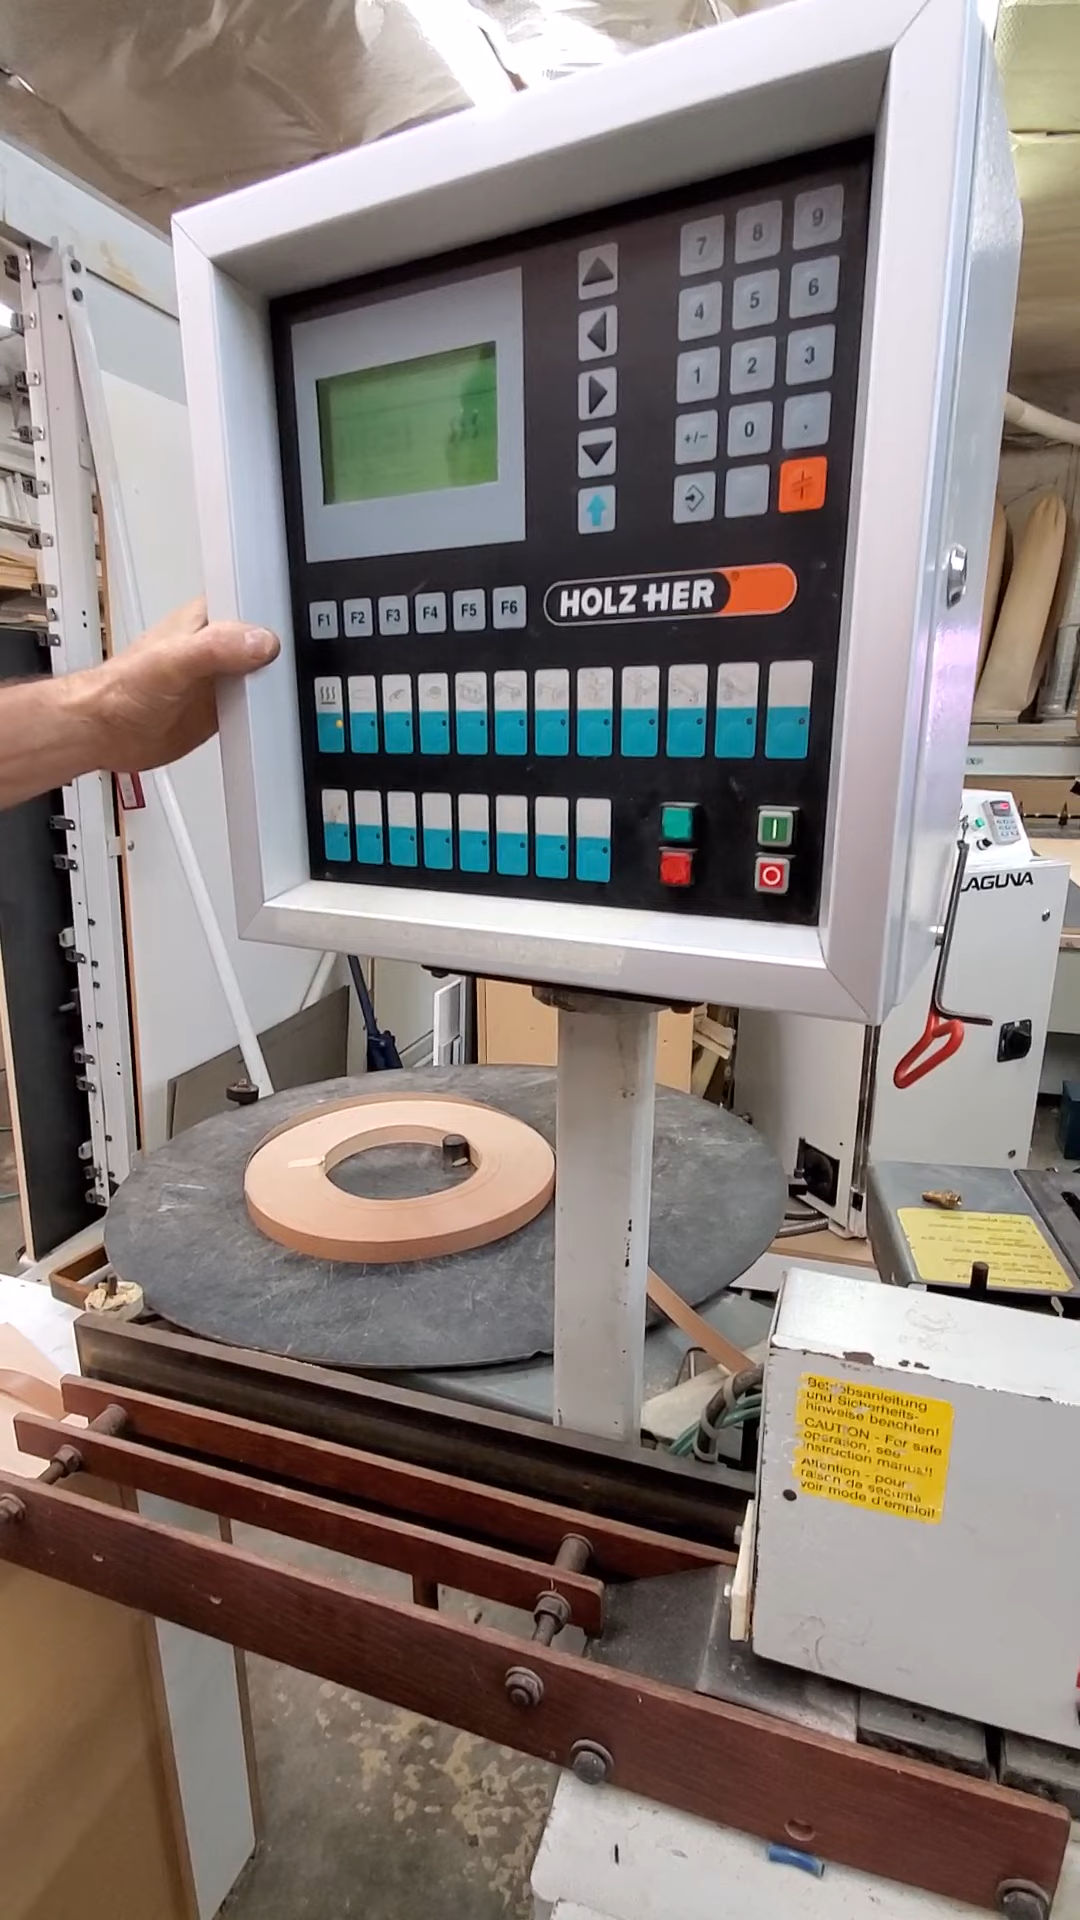 7 8 9
4 5 6
1 2 3
+/- 0 .
F1 F2 F3 F4 F5 F6
HOLZ-HER
LAGUNA
Betriebsanleitung
und Sicherheits-
hinweise beachten!
CAUTION - For safe
operation, see
instruction manual!
Attention - pour
raison de sécurité
voir mode d'emploi!